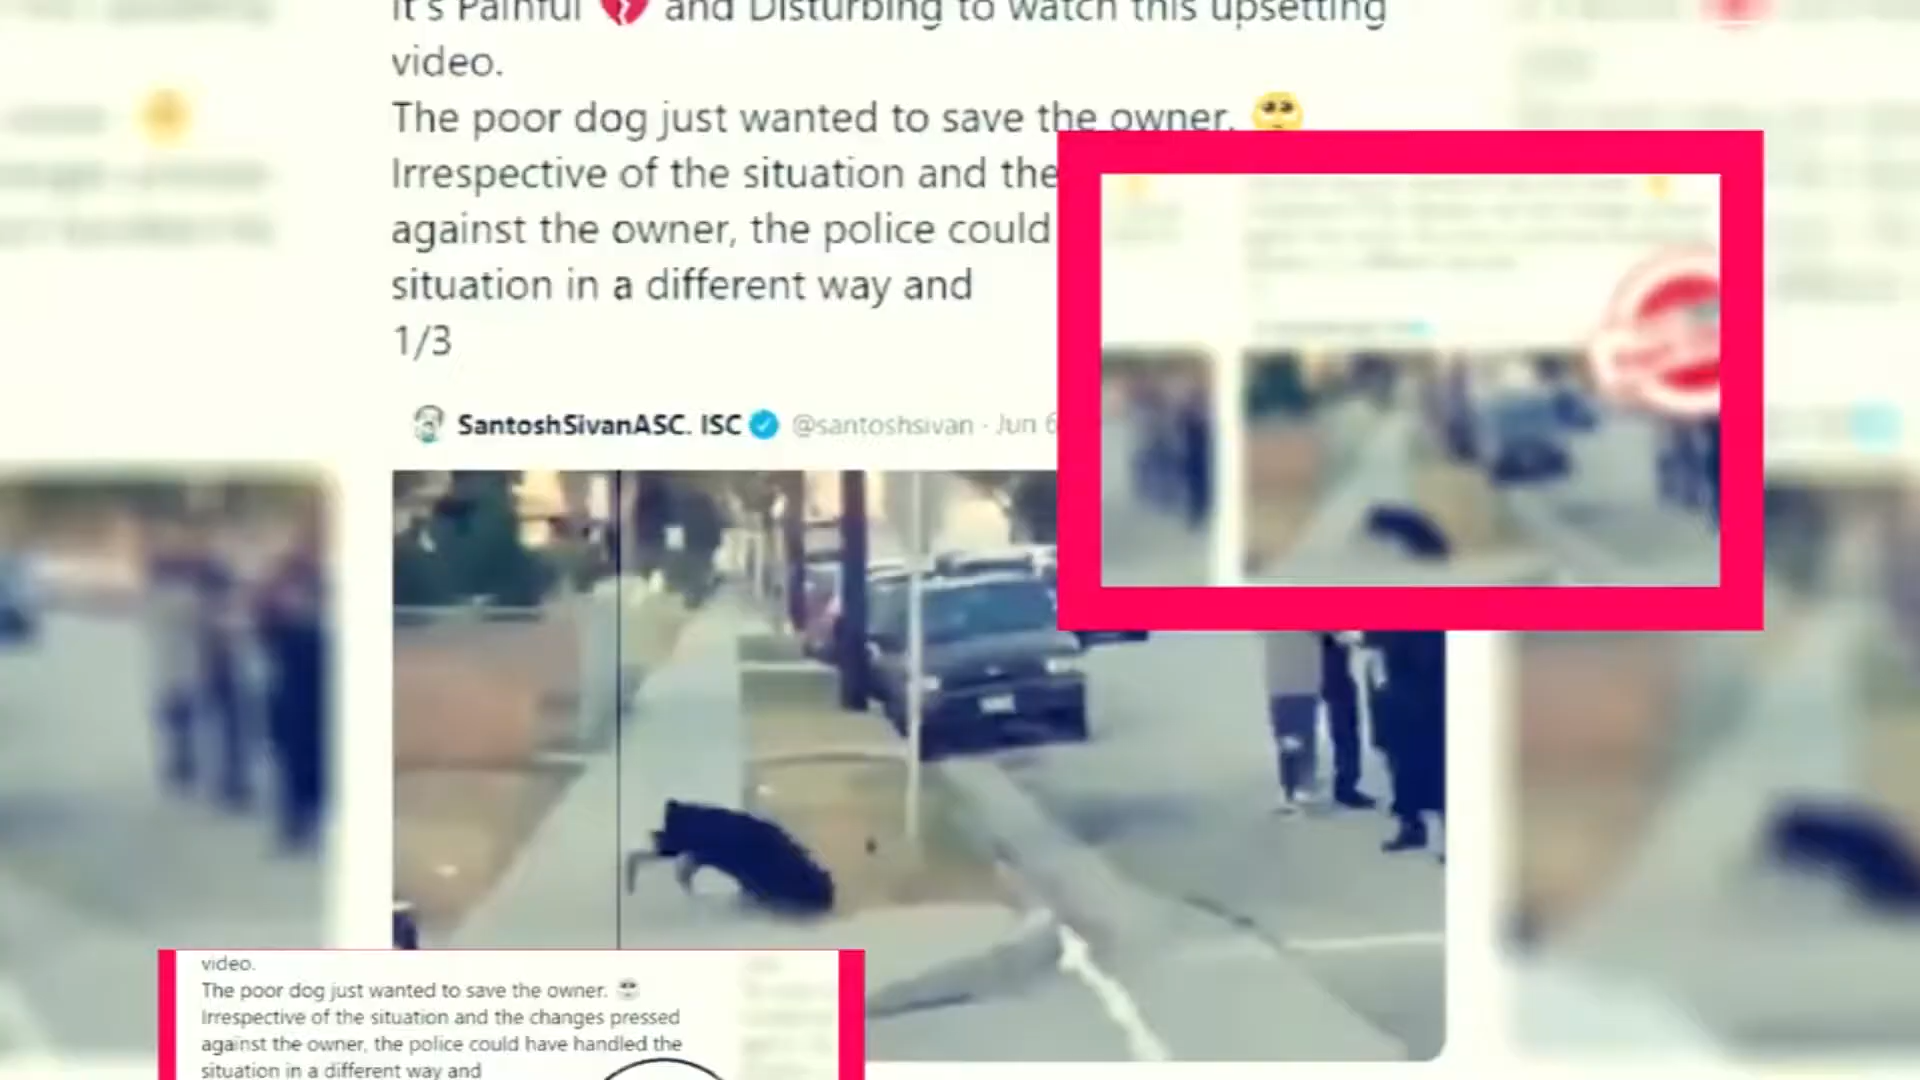 It's Painful 💔 and Disturbing to watch this upsetting
video.
The poor dog just wanted to save the owner. 🥺
Irrespective of the situation and the
against the owner, the police could
situation in a different way and
1/3
SantoshSivanASC. ISC @santoshsivan · Jun 6
video.
The poor dog just wanted to save the owner. 🥺
Irrespective of the situation and the changes pressed
against the owner, the police could have handled the
situation in a different way and